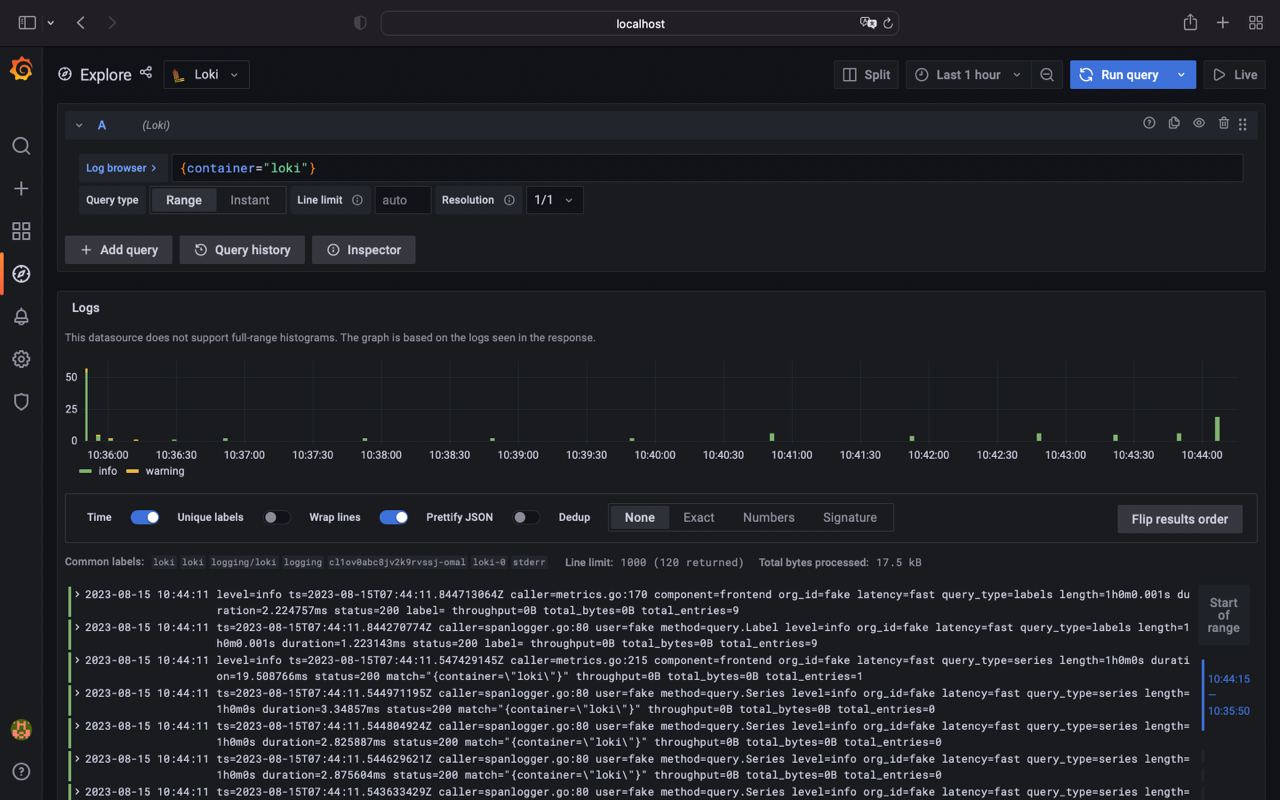 localhost
Explore
Loki
Split
Last 1 hour
Run query
Live
A
(Loki)
Log browser >
{container="loki"}
Query type
Range
Instant
Line limit
auto
Resolution
1/1
+ Add query
Query history
Inspector
Logs
This datasource does not support full-range histograms. The graph is based on the logs seen in the response.
50
25
0
10:36:00 10:36:30 10:37:00 10:37:30 10:38:00 10:38:30 10:39:00 10:39:30 10:40:00 10:40:30 10:41:00 10:41:30 10:42:00 10:42:30 10:43:00 10:43:30 10:44:00
info warning
Time
Unique labels
Wrap lines
Prettify JSON
Dedup
None
Exact
Numbers
Signature
Flip results order
Common labels: loki loki logging/loki logging cl1ov0abc8jv2k9rvssj-omal loki-0 stderr Line limit: 1000 (120 returned) Total bytes processed: 17.5 kB
> 2023-08-15 10:44:11 level=info ts=2023-08-15T07:44:11.844713064Z caller=metrics.go:170 component=frontend org_id=fake latency=fast query_type=labels length=1h0m0.001s du
ration=2.224757ms status=200 label= throughput=0B total_bytes=0B total_entries=9
> 2023-08-15 10:44:11 ts=2023-08-15T07:44:11.844270774Z caller=spanlogger.go:80 user=fake method=query.Label level=info org_id=fake latency=fast query_type=labels length=1
h0m0.001s duration=1.223143ms status=200 label= throughput=0B total_bytes=0B total_entries=9
> 2023-08-15 10:44:11 level=info ts=2023-08-15T07:44:11.547429145Z caller=metrics.go:215 component=frontend org_id=fake latency=fast query_type=series length=1h0m0s durati
on=19.508766ms status=200 match="{container=\"loki\"}" throughput=0B total_bytes=0B total_entries=1
> 2023-08-15 10:44:11 ts=2023-08-15T07:44:11.544971195Z caller=spanlogger.go:80 user=fake method=query.Series level=info org_id=fake latency=fast query_type=series length=
1h0m0s duration=3.34857ms status=200 match="{container=\"loki\"}" throughput=0B total_bytes=0B total_entries=0
> 2023-08-15 10:44:11 ts=2023-08-15T07:44:11.544804924Z caller=spanlogger.go:80 user=fake method=query.Series level=info org_id=fake latency=fast query_type=series length=
1h0m0s duration=2.825887ms status=200 match="{container=\"loki\"}" throughput=0B total_bytes=0B total_entries=0
> 2023-08-15 10:44:11 ts=2023-08-15T07:44:11.544629621Z caller=spanlogger.go:80 user=fake method=query.Series level=info org_id=fake latency=fast query_type=series length=
1h0m0s duration=2.875604ms status=200 match="{container=\"loki\"}" throughput=0B total_bytes=0B total_entries=0
> 2023-08-15 10:44:11 ts=2023-08-15T07:44:11.543633429Z caller=spanlogger.go:80 user=fake method=query.Series level=info org_id=fake latency=fast query_type=series length=
Start
of
range
10:44:15
—
10:35:50